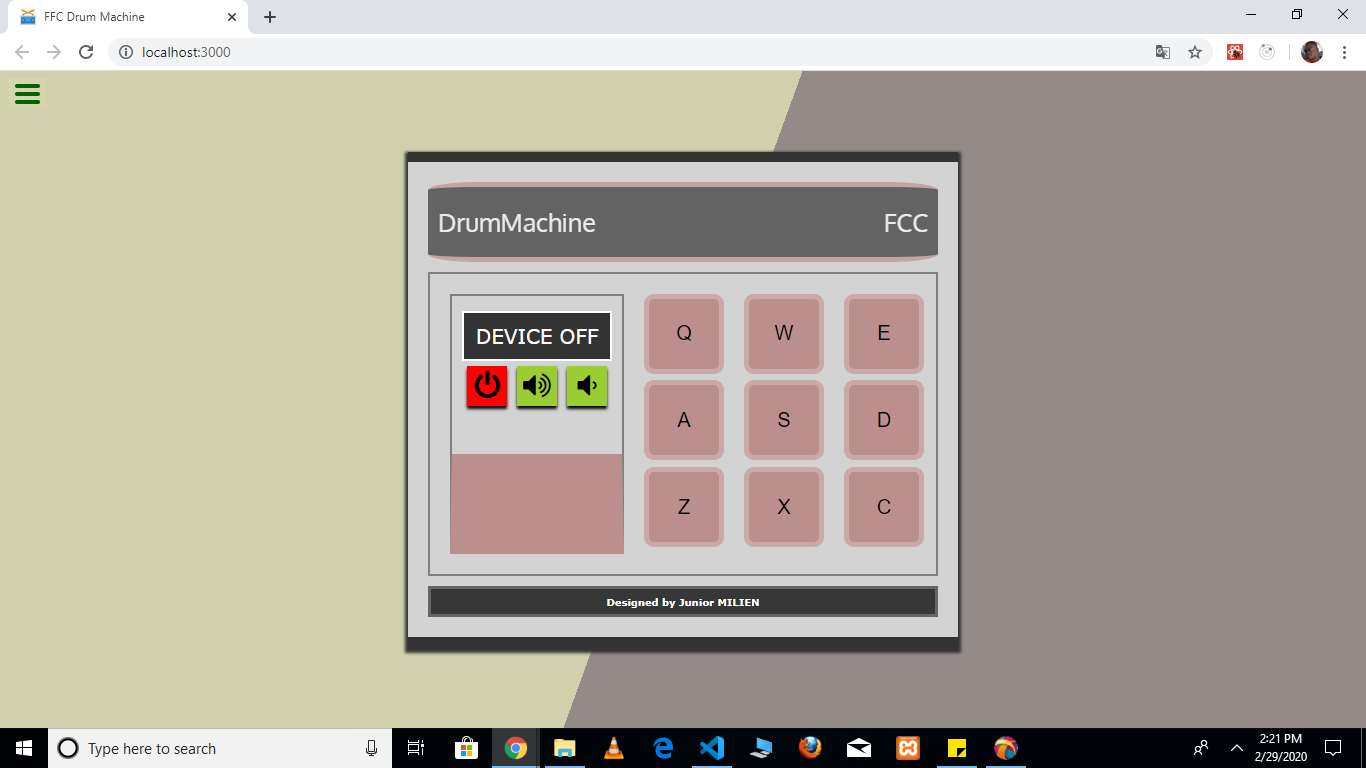 FFC Drum Machine
localhost:3000
DrumMachine FCC
DEVICE OFF
Q W E
A S D
Z X C
Designed by Junior MILIEN
Type here to search
2:21 PM
2/29/2020